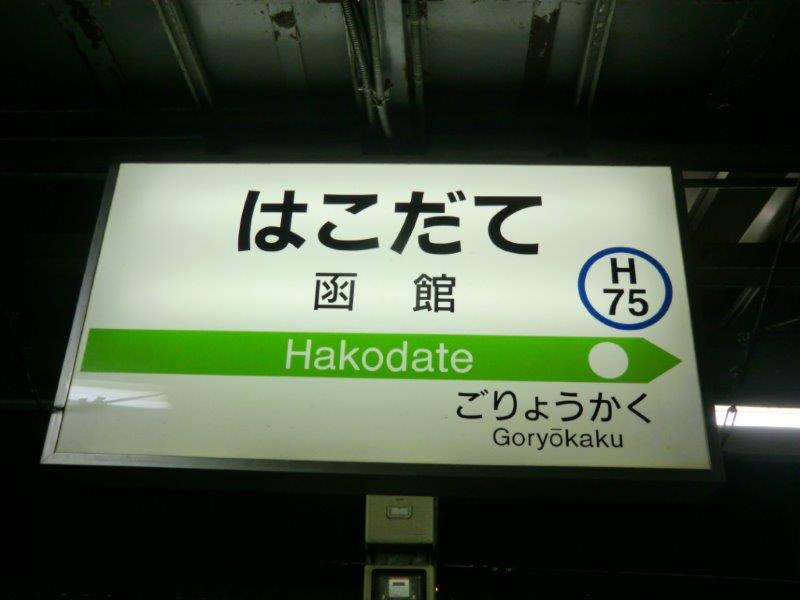 はこだて
函館
H
75
Hakodate
ごりょうかく
Goryōkaku